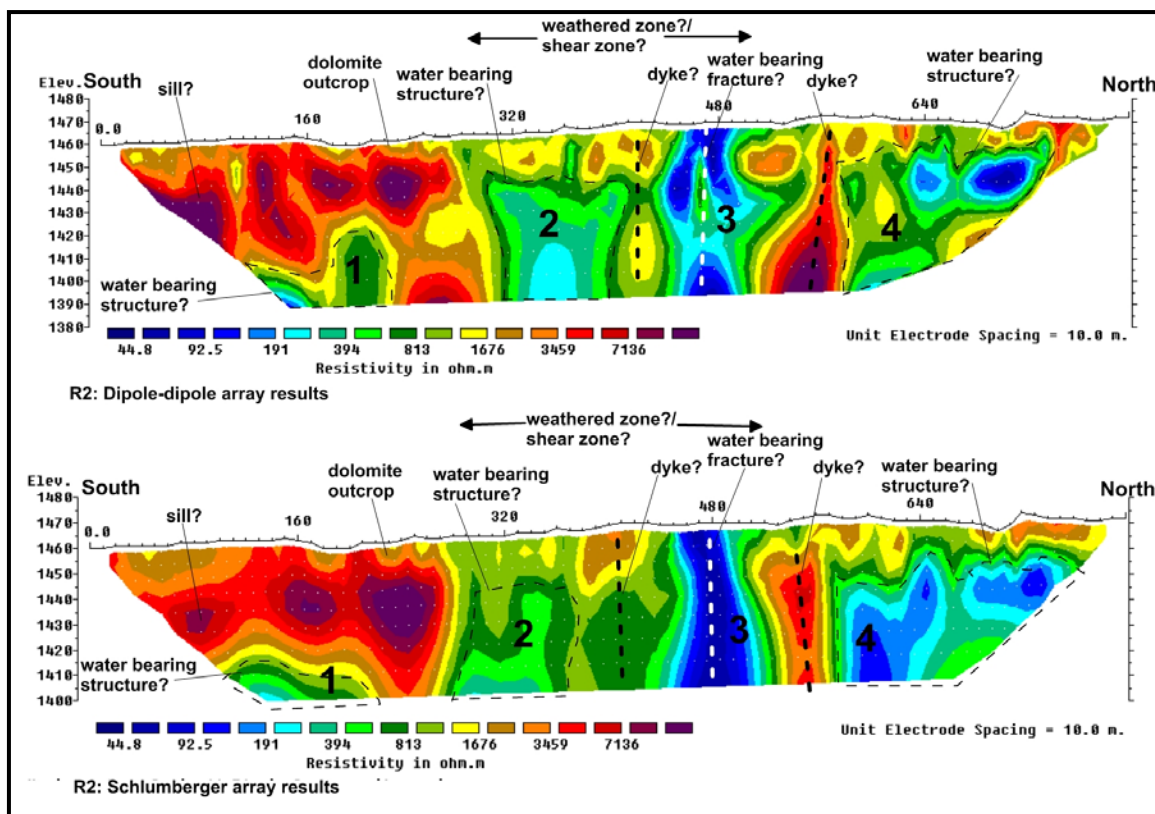 weathered zone?/
shear zone?
water bearing
fracture?
water bearing
structure?
dolomite
outcrop
water bearing
structure?
dyke?
dyke?
sill?
Elev. South
North
1480
1470
1460
1450
1440
1430
1420
1410
1400
1390
1380
0.0 160 320 480 640
1 2 3 4
water bearing
structure?
44.8 92.5 191 394 813 1676 3459 7136
Resistivity in ohm.m
Unit Electrode Spacing = 10.0 m.
R2: Dipole-dipole array results
weathered zone?/
shear zone?
water bearing
fracture?
dolomite
outcrop
water bearing
structure?
dyke?
dyke?
water bearing
structure?
sill?
Elev. South
North
1480
1470
1460
1450
1440
1430
1420
1410
1400
0.0 160 320 480 640
1 2 3 4
water bearing
structure?
44.8 92.5 191 394 813 1676 3459 7136
Resistivity in ohm.m
Unit Electrode Spacing = 10.0 m.
R2: Schlumberger array results